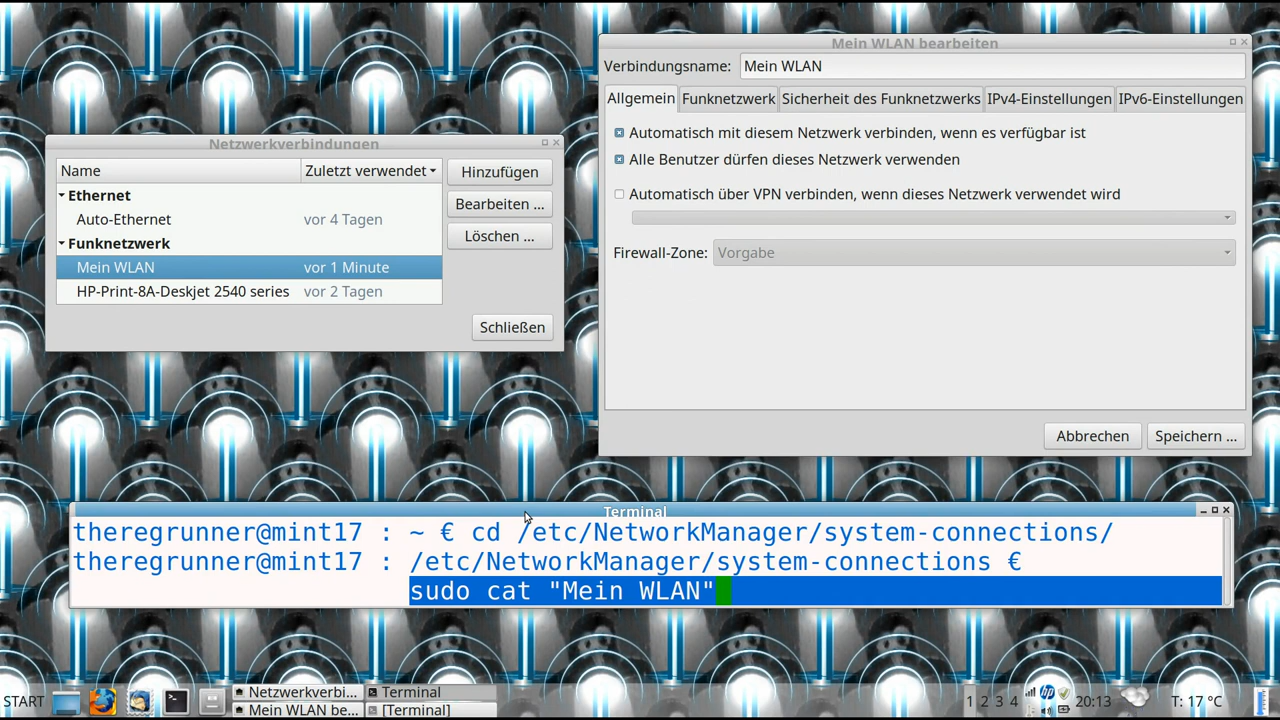 Mein WLAN bearbeiten
Verbindungsname: Mein WLAN
Allgemein Funknetzwerk Sicherheit des Funknetzwerks IPv4-Einstellungen IPv6-Einstellungen
Automatisch mit diesem Netzwerk verbinden, wenn es verfügbar ist
Alle Benutzer dürfen dieses Netzwerk verwenden
Automatisch über VPN verbinden, wenn dieses Netzwerk verwendet wird
Firewall-Zone: Vorgabe
Abbrechen Speichern ...
Netzwerkverbindungen
Name Zuletzt verwendet
Ethernet
Auto-Ethernet vor 4 Tagen
Funknetzwerk
Mein WLAN vor 1 Minute
HP-Print-8A-Deskjet 2540 series vor 2 Tagen
Hinzufügen
Bearbeiten ...
Löschen ...
Schließen
Terminal
theregrunner@mint17 : ~ € cd /etc/NetworkManager/system-connections/
theregrunner@mint17 : /etc/NetworkManager/system-connections €
sudo cat "Mein WLAN"
START
Netzwerkverbi... Terminal
Mein WLAN be... [Terminal]
1 2 3 4 hp 20:13 T: 17 °C